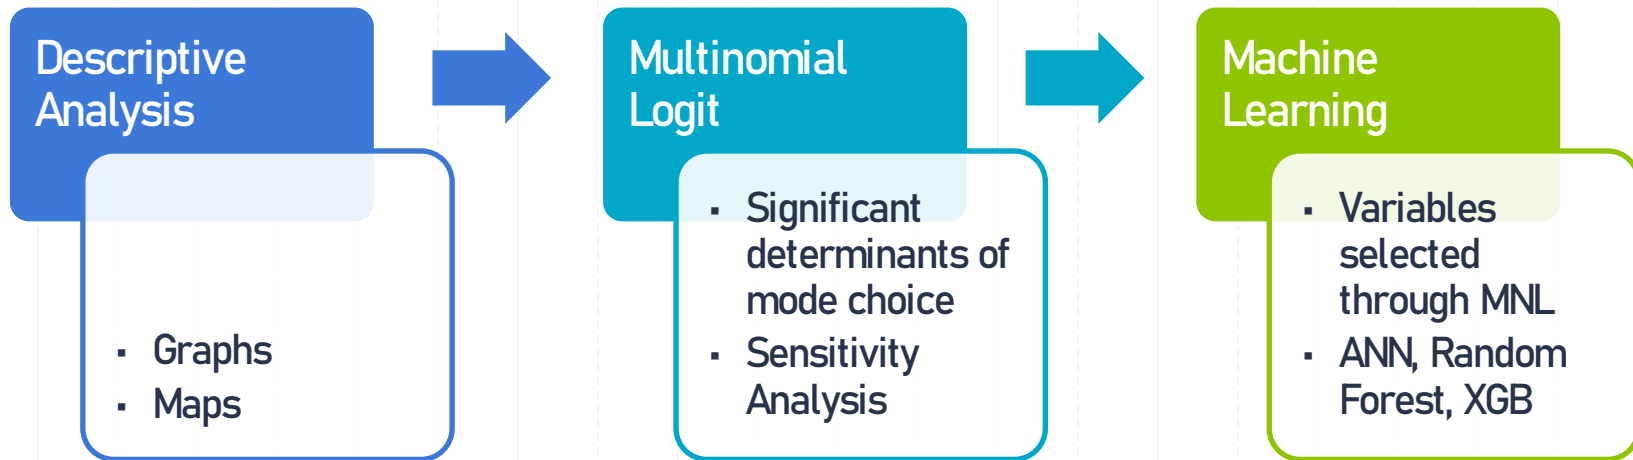 Descriptive
Analysis
▪ Graphs
▪ Maps
Multinomial
Logit
▪ Significant
determinants of
mode choice
▪ Sensitivity
Analysis
Machine
Learning
▪ Variables
selected
through MNL
▪ ANN, Random
Forest, XGB